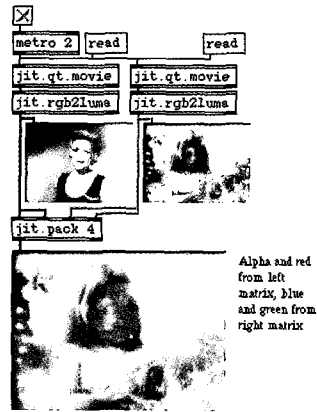 metro 2 read read
jit.qt.movie jit.qt.movie
jit.rgb2luma jit.rgb2luma
jit.pack 4
Alpha and red
from left
matrix, blue
and green from
right matrix